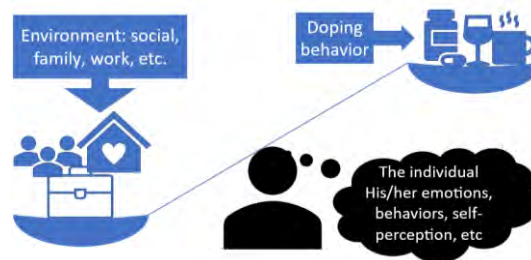 Environment: social,
family, work, etc.
Doping
behavior
The individual
His/her emotions,
behaviors, self-
perception, etc